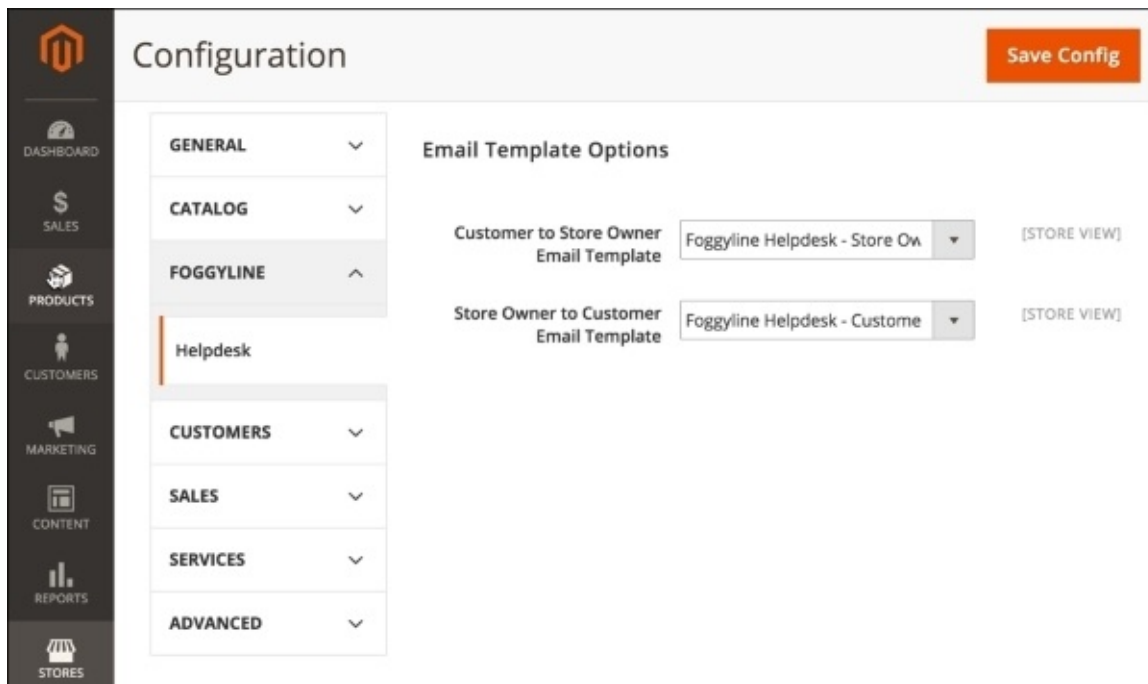 Configuration
Save Config
DASHBOARD
SALES
PRODUCTS
CUSTOMERS
MARKETING
CONTENT
REPORTS
STORES
GENERAL
CATALOG
FOGGYLINE
Helpdesk
CUSTOMERS
SALES
SERVICES
ADVANCED
Email Template Options
Customer to Store Owner
Email Template
Foggyline Helpdesk - Store Ow
[STORE VIEW]
Store Owner to Customer
Email Template
Foggyline Helpdesk - Custome
[STORE VIEW]